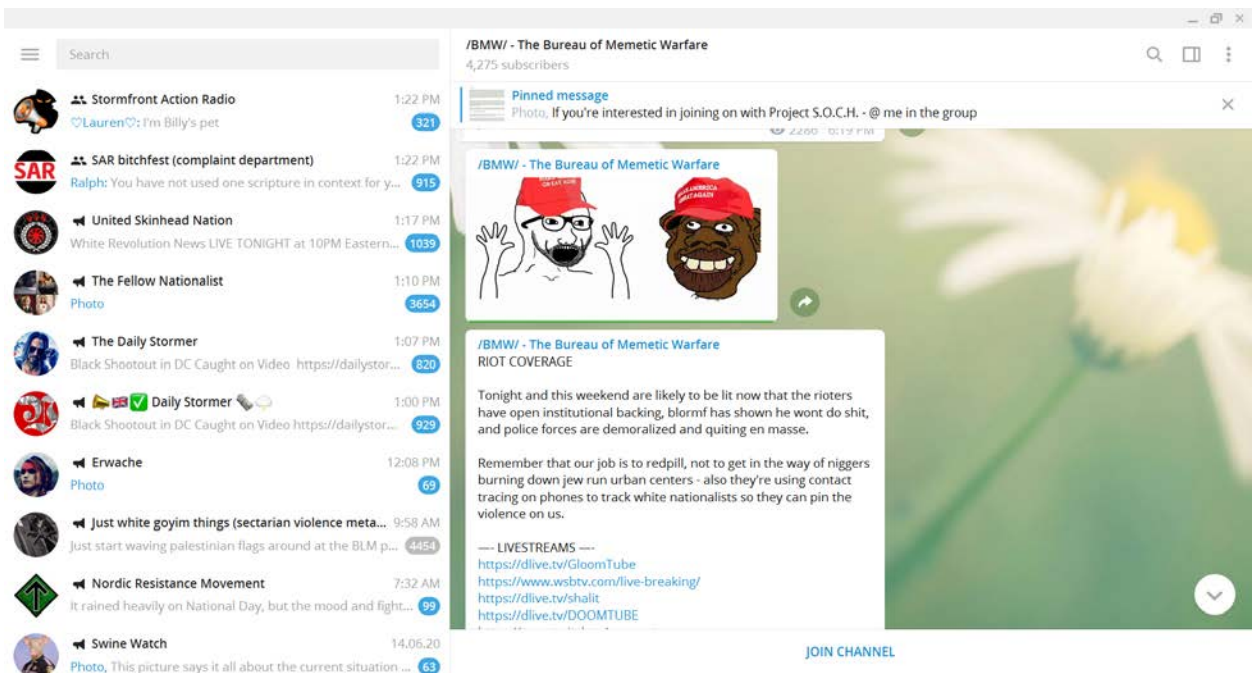 Search
Stormfront Action Radio 1:22 PM
♡Lauren♡: I'm Billy's pet 321
SAR
SAR bitchfest (complaint department) 1:22 PM
Ralph: You have not used one scripture in context for y... 915
United Skinhead Nation 1:17 PM
White Revolution News LIVE TONIGHT at 10PM Eastern... 1039
The Fellow Nationalist 1:10 PM
Photo 3654
The Daily Stormer 1:07 PM
Black Shootout in DC Caught on Video https://dailystor... 820
Daily Stormer 1:00 PM
Black Shootout in DC Caught on Video https://dailystor... 929
Erwache 12:08 PM
Photo 69
Just white goyim things (sectarian violence meta... 9:58 AM
Just start waving palestinian flags around at the BLM p... 4454
Nordic Resistance Movement 7:32 AM
It rained heavily on National Day, but the mood and fight... 99
Swine Watch 14.06.20
Photo, This picture says it all about the current situation ... 63
/BMW/ - The Bureau of Memetic Warfare
4,275 subscribers
Pinned message
Photo, If you're interested in joining on with Project S.O.C.H. - @ me in the group
2286 6:19 PM
/BMW/ - The Bureau of Memetic Warfare
GREAT AGAIN
/BMW/ - The Bureau of Memetic Warfare
RIOT COVERAGE
Tonight and this weekend are likely to be lit now that the rioters
have open institutional backing, blormf has shown he wont do shit,
and police forces are demoralized and quiting en masse.
Remember that our job is to redpill, not to get in the way of niggers
burning down jew run urban centers - also they're using contact
tracing on phones to track white nationalists so they can pin the
violence on us.
—- LIVESTREAMS —-
https://dlive.tv/GloomTube
https://www.wsbtv.com/live-breaking/
https://dlive.tv/shalit
https://dlive.tv/DOOMTUBE
JOIN CHANNEL